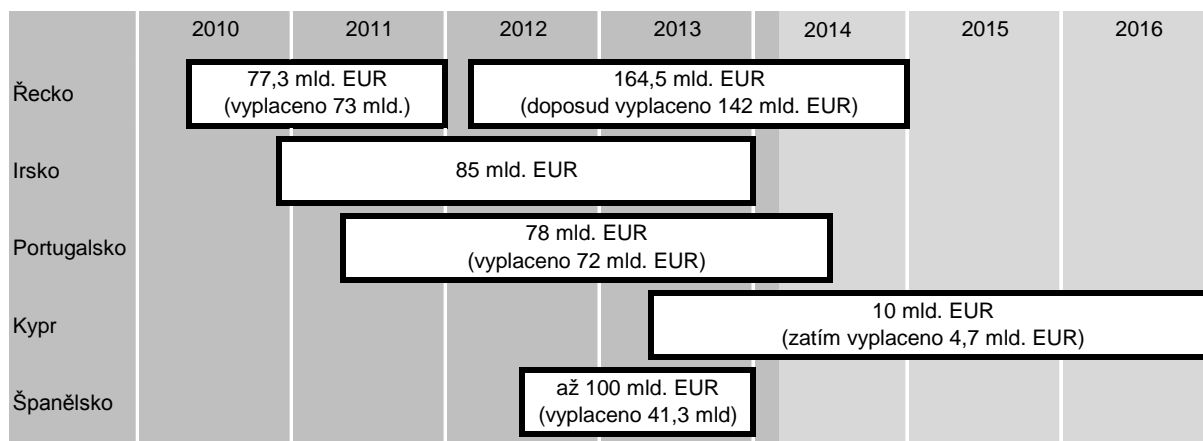 2010 2011 2012 2013 2014 2015 2016
Řecko
77,3 mld. EUR
(vyplaceno 73 mld.)
164,5 mld. EUR
(doposud vyplaceno 142 mld. EUR)
Irsko
85 mld. EUR
Portugalsko
78 mld. EUR
(vyplaceno 72 mld. EUR)
Kypr
10 mld. EUR
(zatím vyplaceno 4,7 mld. EUR)
Španělsko
až 100 mld. EUR
(vyplaceno 41,3 mld)